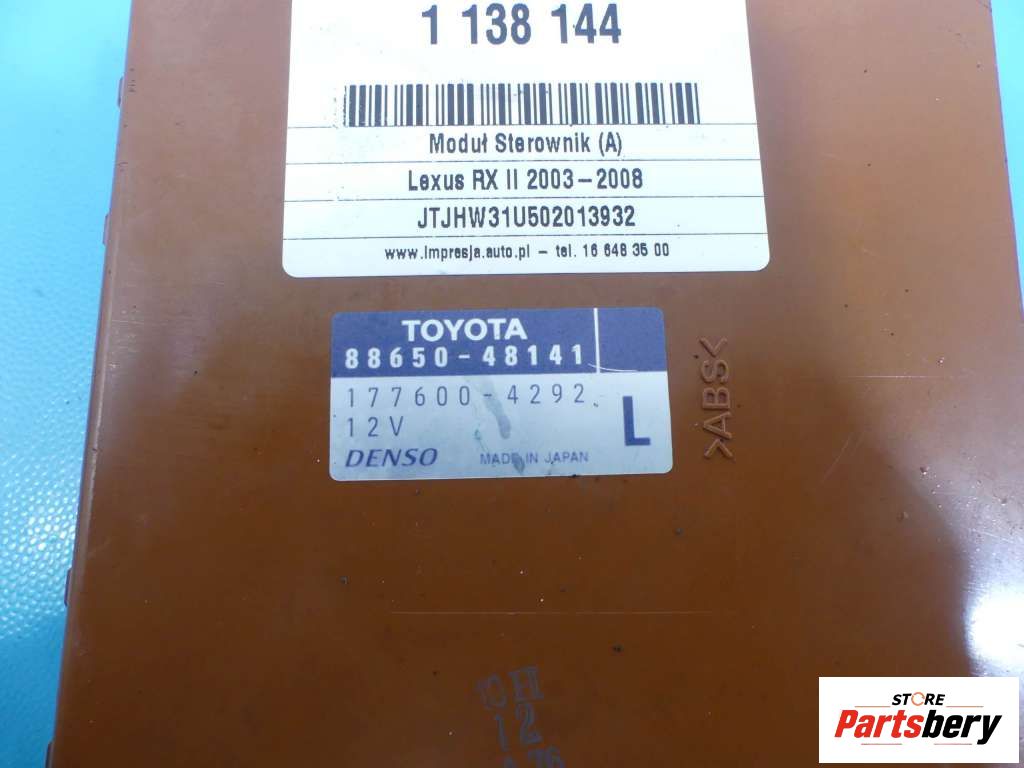 1 138 144
Moduł Sterownik (A)
Lexus RX II 2003-2008
JTJHW31U502013932
www.impresja.auto.pl - tel. 16 648 35 00
TOYOTA
88650-48141
177600-4292
12V
L
DENSO MADE IN JAPAN
>ABS<
12
STORE
Partsbery